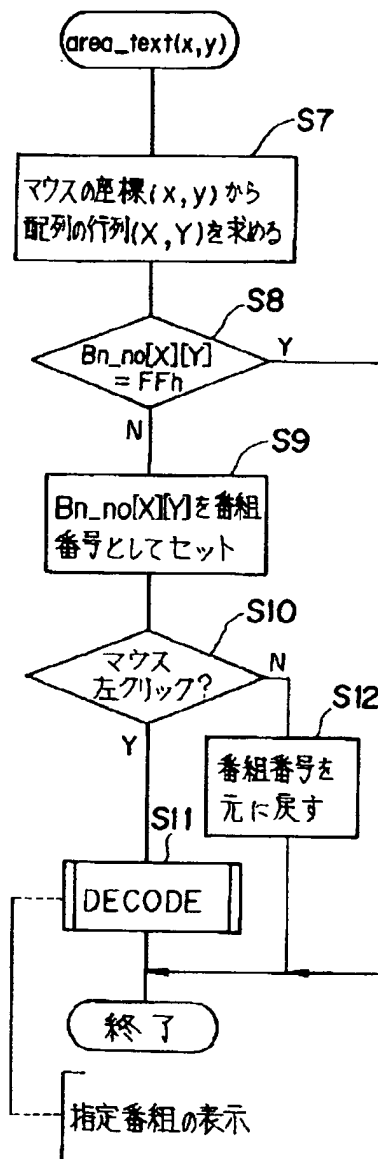 area_text(x,y)
S7
マウスの座標(x,y)から
配列の行列(X,Y)を求める
S8
Bn_no[X][Y]
=FFh
Y
N
S9
Bn_no[X][Y]を番組
番号としてセット
S10
マウス
左クリック?
N
Y
S12
番組番号を
元に戻す
S11
DECODE
終了
指定番組の表示